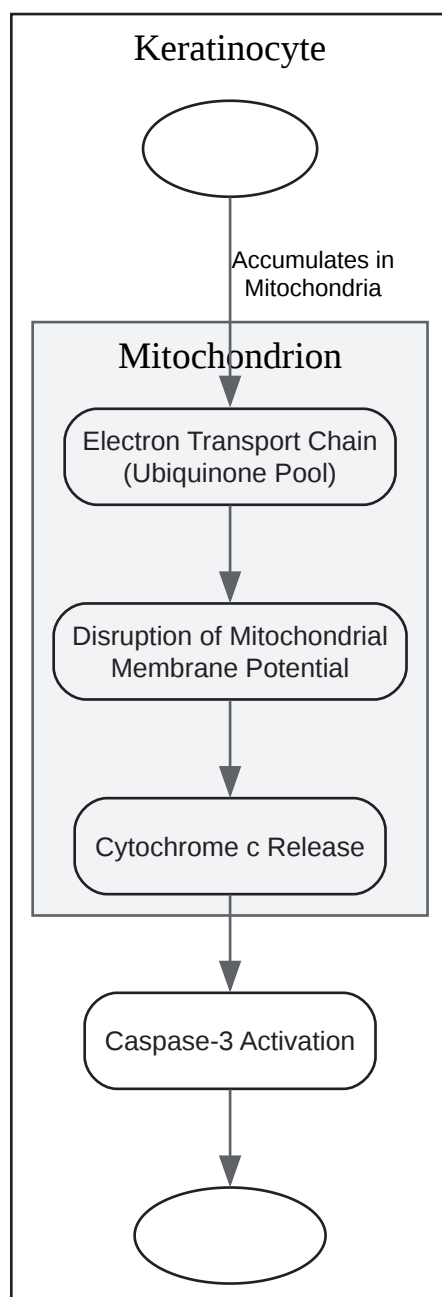 Keratinocyte
Accumulates in
Mitochondria
Mitochondrion
Electron Transport Chain
(Ubiquinone Pool)
Disruption of Mitochondrial
Membrane Potential
Cytochrome c Release
Caspase-3 Activation